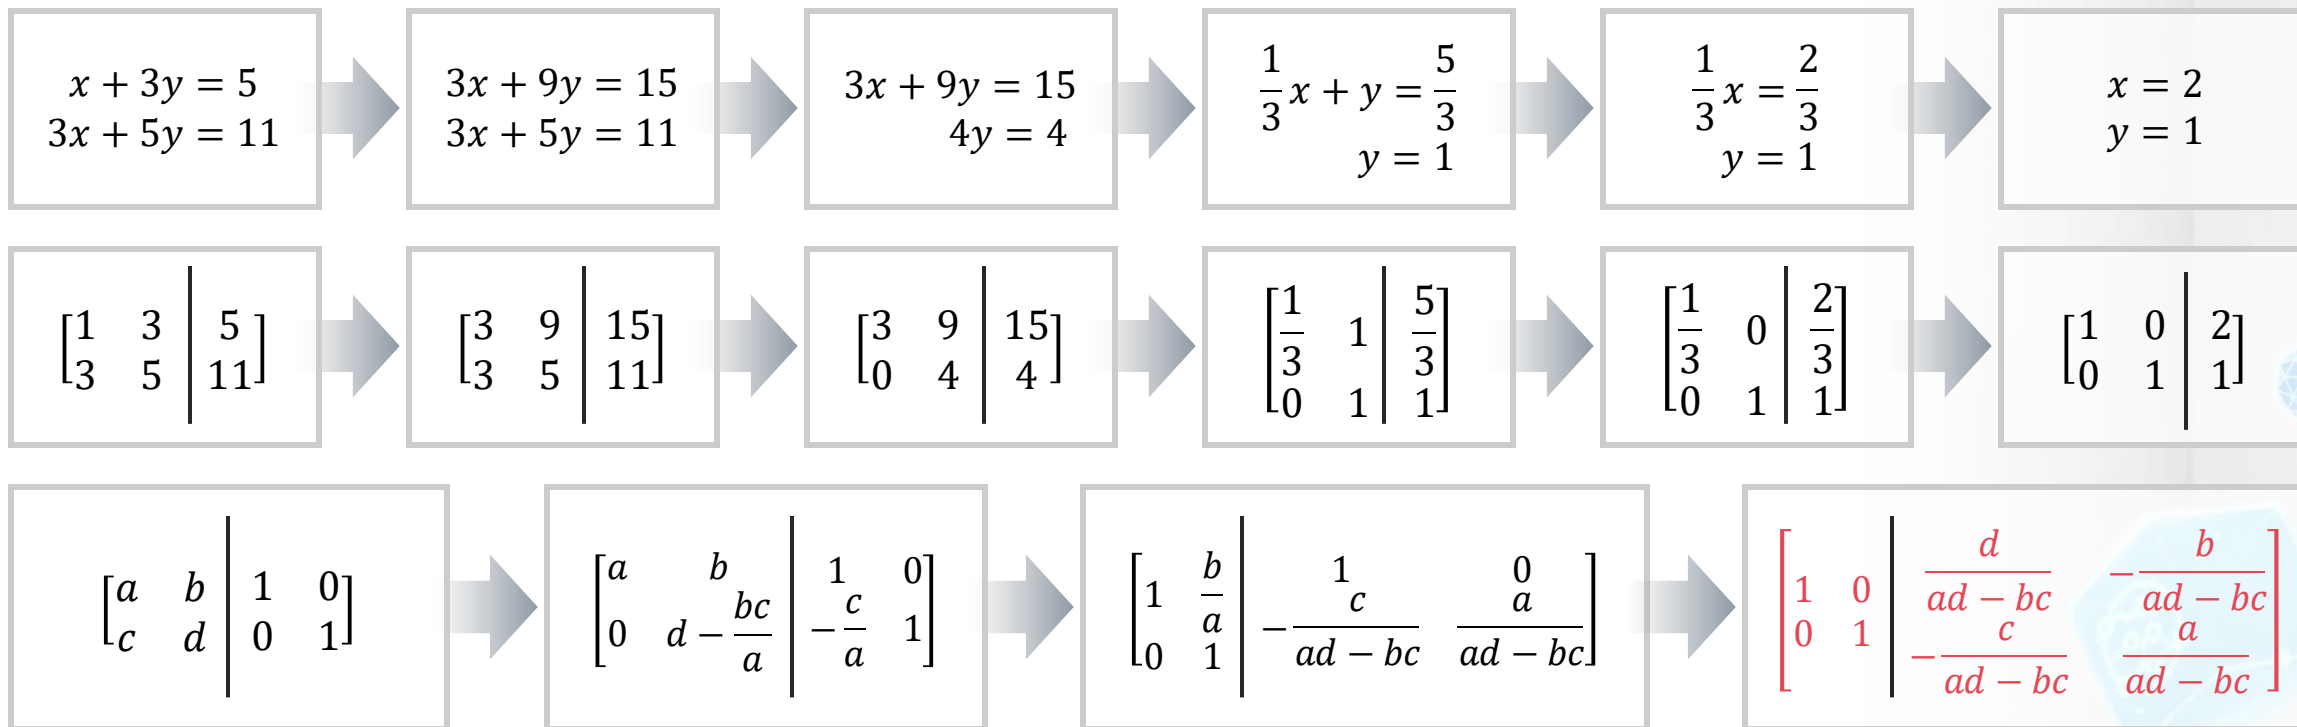 x + 3y = 5
3x + 5y = 11
3x + 9y = 15
3x + 5y = 11
3x + 9y = 15
4y = 4
1/3 x + y = 5/3
y = 1
1/3 x = 2/3
y = 1
x = 2
y = 1
[1 3 | 5
3 5 | 11]
[3 9 | 15
3 5 | 11]
[3 9 | 15
0 4 | 4]
[1/3 1 | 5/3
0 1 | 1]
[1/3 0 | 2/3
0 1 | 1]
[1 0 | 2
0 1 | 1]
[a b | 1 0
c d | 0 1]
[a b | 1 0
0 d − bc/a | −c/a 1]
[1 b/a | 1 0
0 1 | −c/(ad − bc) a/(ad − bc)]
[1 0 | d/(ad − bc) −b/(ad − bc)
0 1 | −c/(ad − bc) a/(ad − bc)]